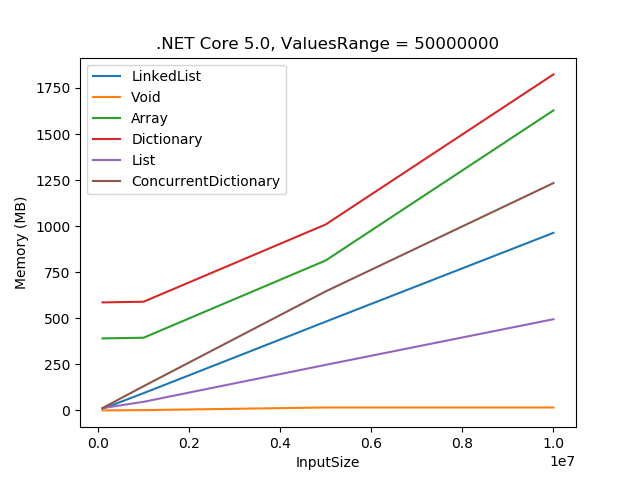 .NET Core 5.0, ValuesRange = 50000000
LinkedList
Void
Array
Dictionary
List
ConcurrentDictionary
Memory (MB)
1750
1500
1250
1000
750
500
250
0
0.0 0.2 0.4 0.6 0.8 1.0
1e7
InputSize